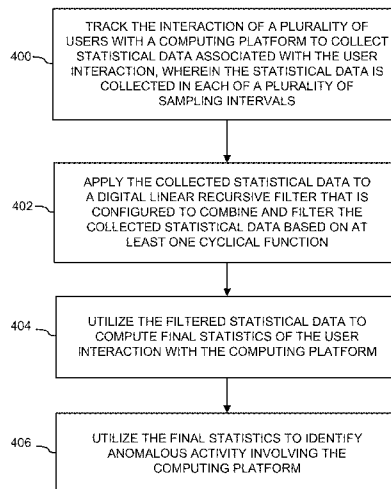 400
TRACK THE INTERACTION OF A PLURALITY OF
USERS WITH A COMPUTING PLATFORM TO COLLECT
STATISTICAL DATA ASSOCIATED WITH THE USER
INTERACTION, WHEREIN THE STATISTICAL DATA IS
COLLECTED IN EACH OF A PLURALITY OF
SAMPLING INTERVALS
402
APPLY THE COLLECTED STATISTICAL DATA TO
A DIGITAL LINEAR RECURSIVE FILTER THAT IS
CONFIGURED TO COMBINE AND FILTER THE
COLLECTED STATISTICAL DATA BASED ON AT
LEAST ONE CYCLICAL FUNCTION
404
UTILIZE THE FILTERED STATISTICAL DATA TO
COMPUTE FINAL STATISTICS OF THE USER
INTERACTION WITH THE COMPUTING PLATFORM
406
UTILIZE THE FINAL STATISTICS TO IDENTIFY
ANOMALOUS ACTIVITY INVOLVING THE
COMPUTING PLATFORM